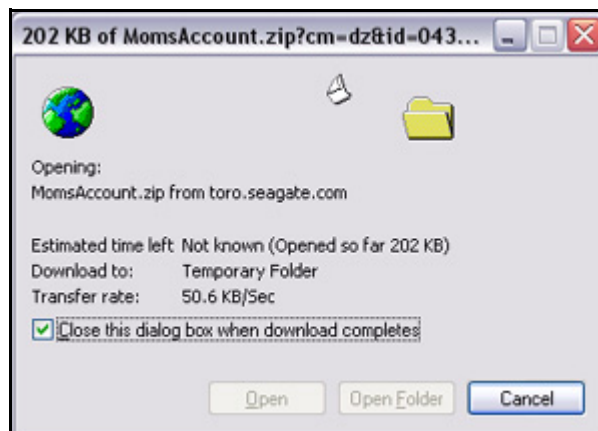 202 KB of MomsAccount.zip?cm=dz&id=043...
Opening:
MomsAccount.zip from toro.seagate.com
Estimated time left Not known (Opened so far 202 KB)
Download to: Temporary Folder
Transfer rate: 50.6 KB/Sec
Close this dialog box when download completes
Open Open Folder Cancel